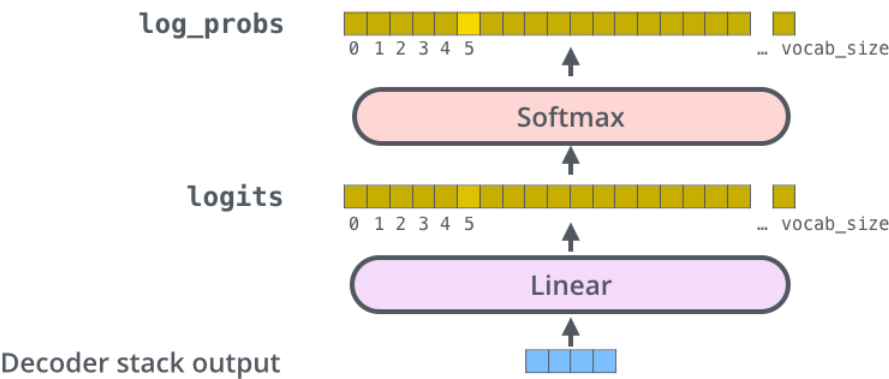 log_probs
0 1 2 3 4 5 … vocab_size
Softmax
logits
0 1 2 3 4 5 … vocab_size
Linear
Decoder stack output